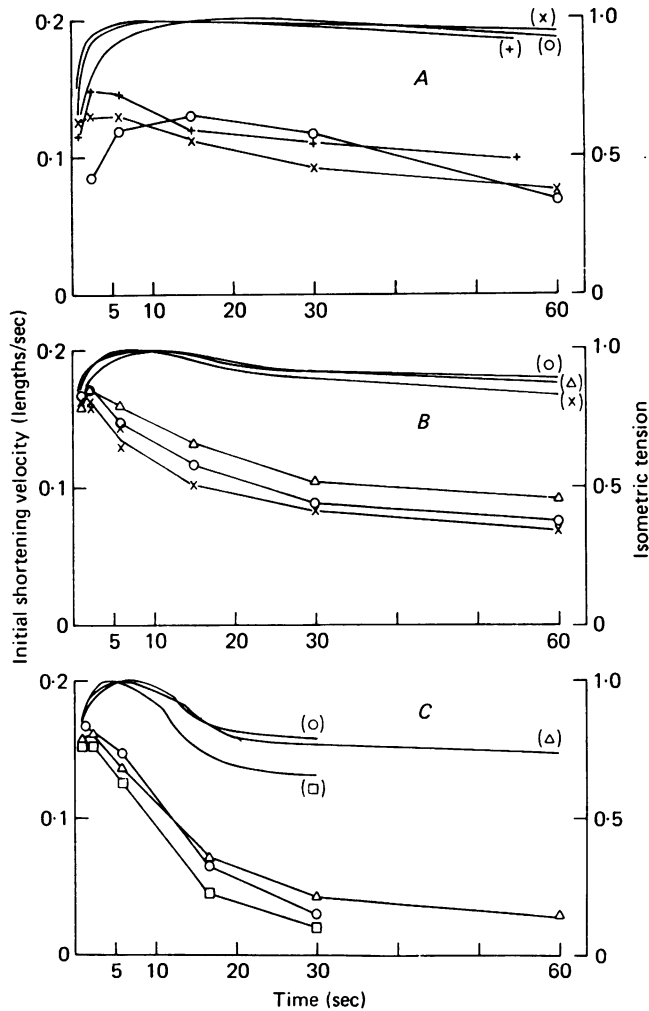 0·2
0·1
0
1·0
0·5
0
(x)
(+)
(o)
A
5 10 20 30 60
0·2
0·1
0
1·0
0·5
0
(o)
(Δ)
(x)
B
5 10 20 30 60
0·2
0·1
0
1·0
0·5
0
(o)
(Δ)
(□)
C
5 10 20 30 60
Initial shortening velocity (lengths/sec)
Isometric tension
Time (sec)